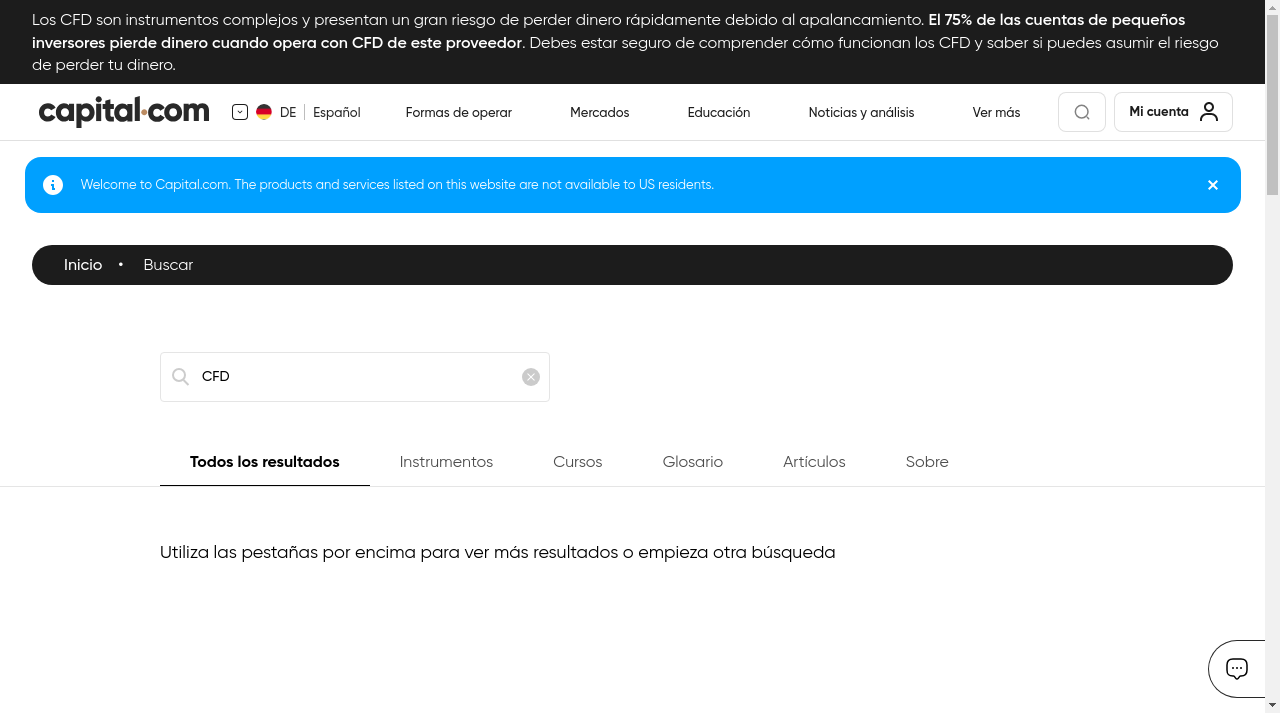 Los CFD son instrumentos complejos y presentan un gran riesgo de perder dinero rápidamente debido al apalancamiento. El 75% de las cuentas de pequeños
inversores pierde dinero cuando opera con CFD de este proveedor. Debes estar seguro de comprender cómo funcionan los CFD y saber si puedes asumir el riesgo
de perder tu dinero.
capital.com DE Español Formas de operar Mercados Educación Noticias y análisis Ver más Mi cuenta
Welcome to Capital.com. The products and services listed on this website are not available to US residents.
Inicio • Buscar
CFD
Todos los resultados Instrumentos Cursos Glosario Artículos Sobre
Utiliza las pestañas por encima para ver más resultados o empieza otra búsqueda